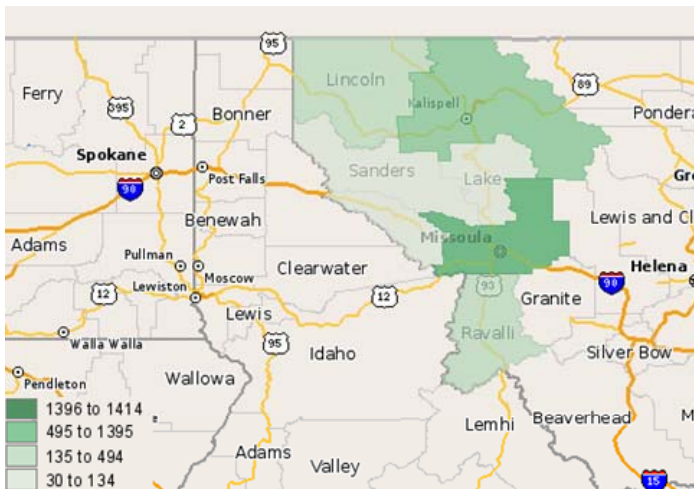 95
Lincoln
Ferry
395
Bonner
Kalispell
89
2
Pondera
Spokane
Sanders
Lake
Post Falls
90
Benewah
Lewis and Cl
Adams
Missoula
Pullman
Moscow
Clearwater
Helena
Lewiston
12
12
93
Granite
90
Lewis
Walla Walla
95
Idaho
Ravalli
Silver Bow
Pendleton
Wallowa
1396 to 1414
495 to 1395
Lemhi
Beaverhead
135 to 494
Adams
Valley
30 to 134
15